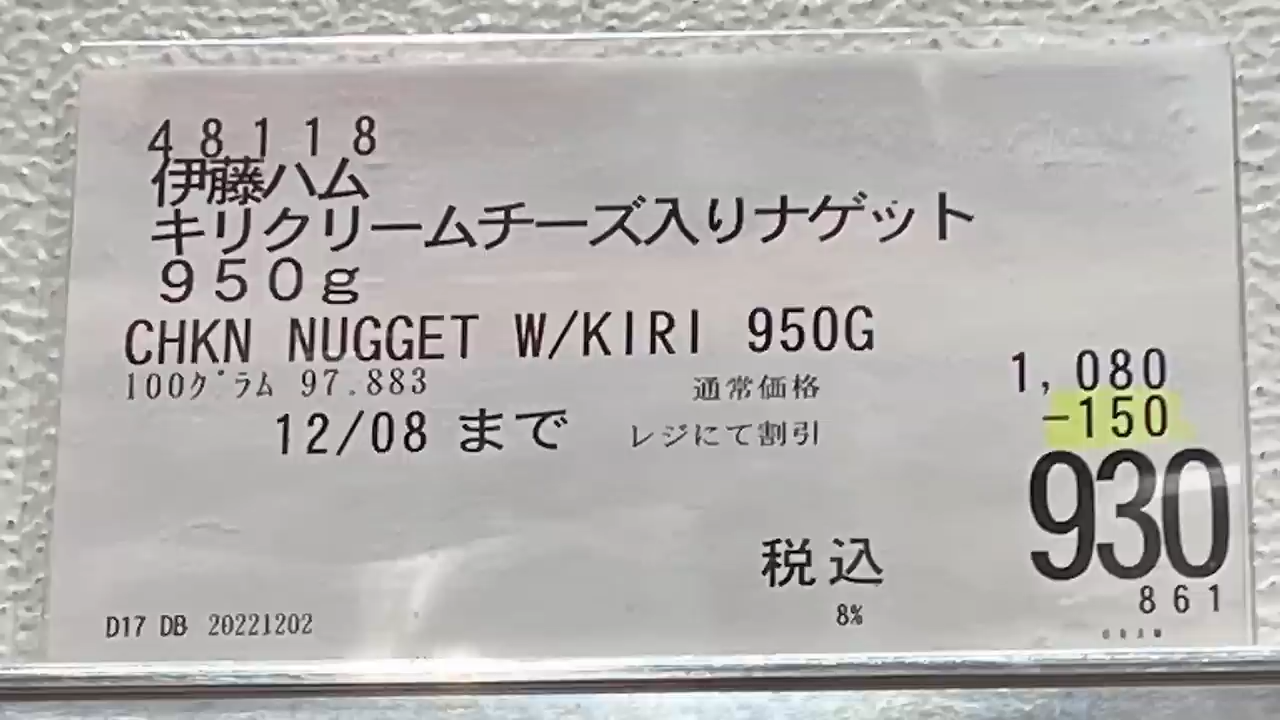 48118
伊藤ハム
キリクリームチーズ入りナゲット
９５０ｇ
CHKN NUGGET W/KIRI 950G
100グラム 97.883
通常価格 1,080
12/08 まで
レジにて割引 -150
930
税込
8%
861
D17 DB 20221202